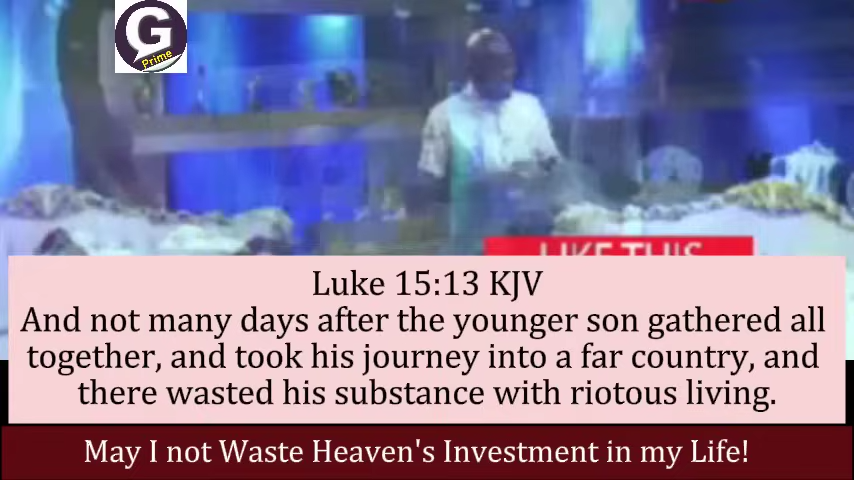 G
Prime
LIKE THIS
Luke 15:13 KJV
And not many days after the younger son gathered all
together, and took his journey into a far country, and
there wasted his substance with riotous living.
May I not Waste Heaven's Investment in my Life!